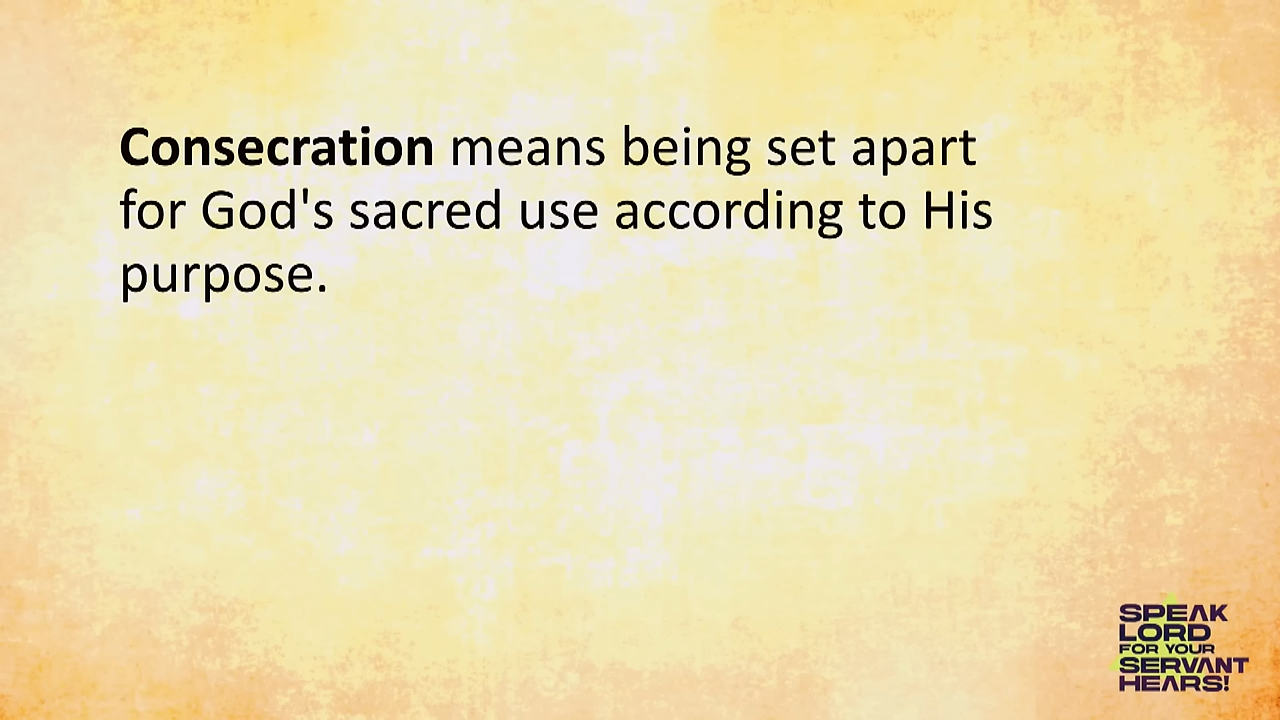 Consecration means being set apart
for God's sacred use according to His
purpose.
SPEAK
LORD
FOR YOUR
SERVANT
HEARS!